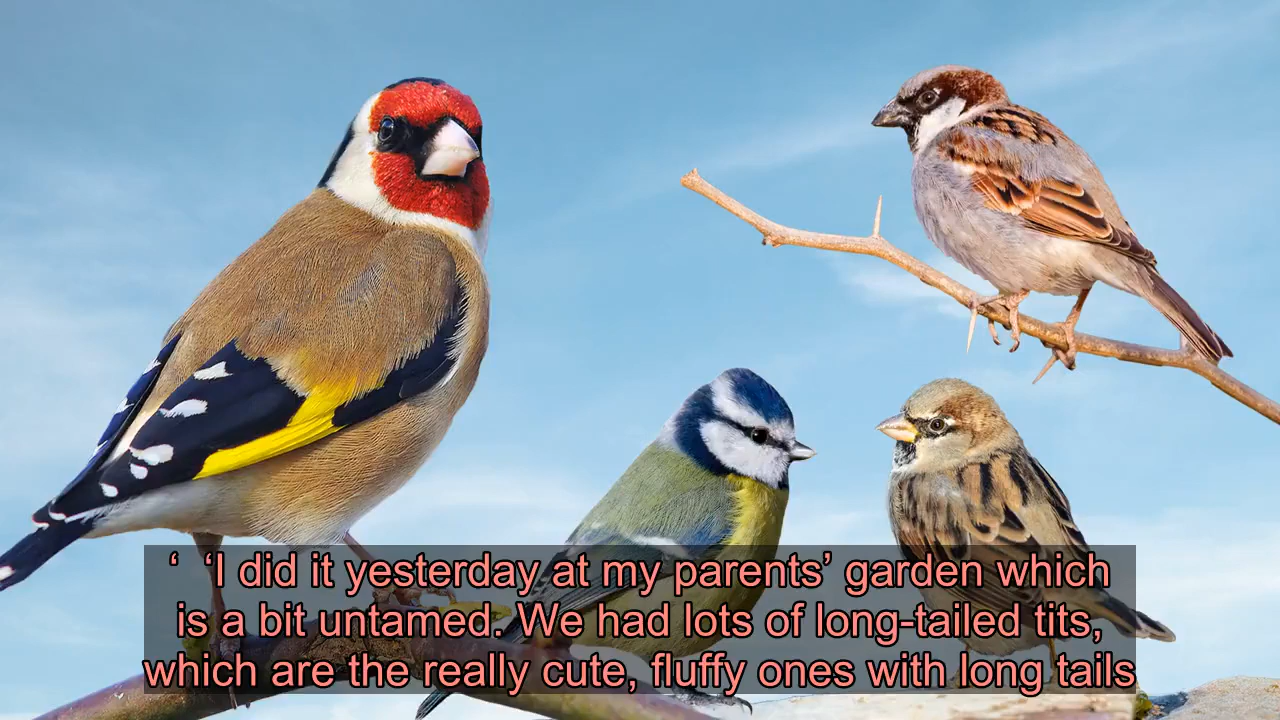 ‘  ‘I did it yesterday at my parents’ garden which
is a bit untamed. We had lots of long-tailed tits,
which are the really cute, fluffy ones with long tails